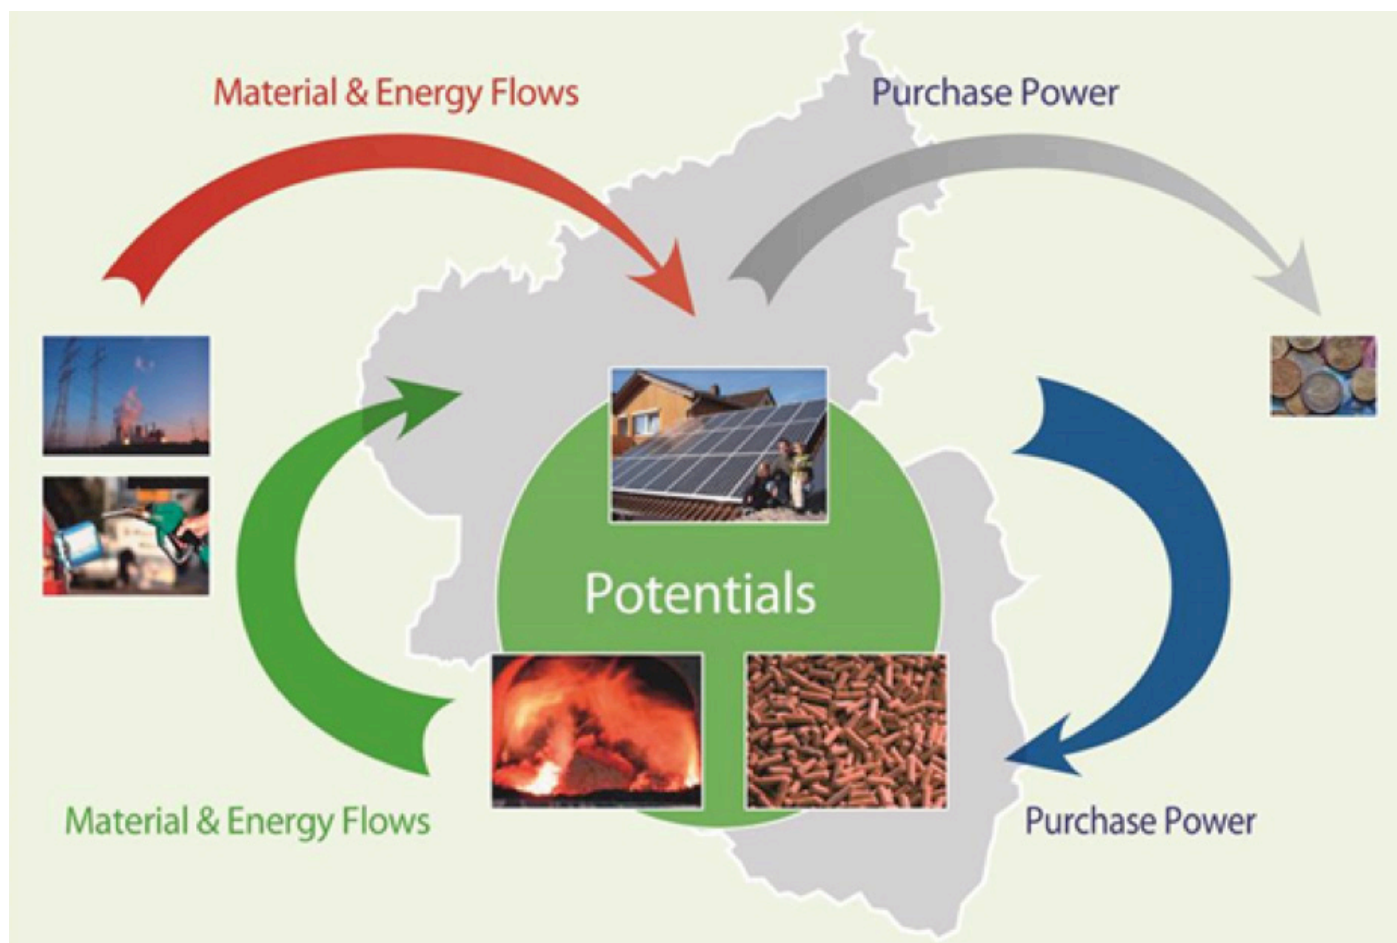 Material & Energy Flows
Purchase Power
Potentials
Material & Energy Flows
Purchase Power